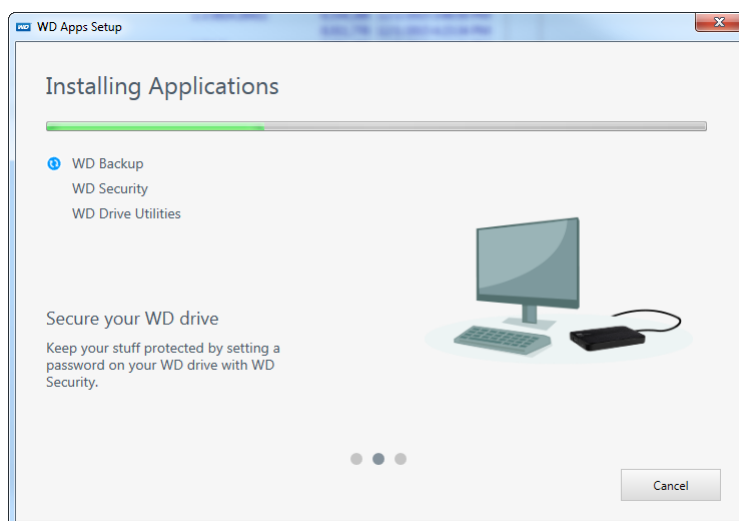 WD WD Apps Setup
Installing Applications
WD Backup
WD Security
WD Drive Utilities
Secure your WD drive
Keep your stuff protected by setting a
password on your WD drive with WD
Security.
Cancel